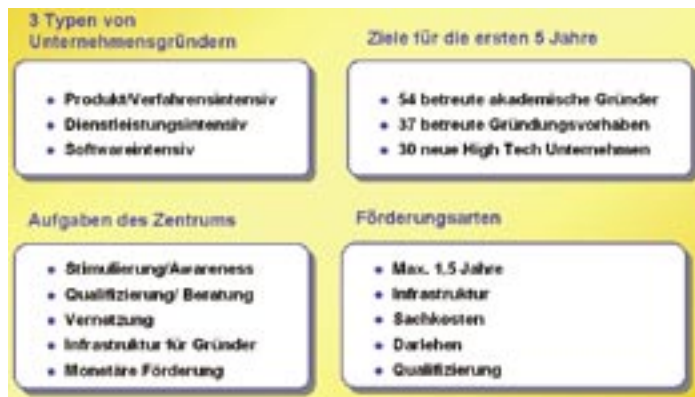 3 Typen von
Unternehmensgründern
• Produkt/Verfahrensintensiv
• Dienstleistungsintensiv
• Softwareintensiv
Ziele für die ersten 5 Jahre
• 54 betreute akademische Gründer
• 37 betreute Gründungsvorhaben
• 30 neue High Tech Unternehmen
Aufgaben des Zentrums
• Stimulierung/Awareness
• Qualifizierung/ Beratung
• Vernetzung
• Infrastruktur für Gründer
• Monetäre Förderung
Förderungsarten
• Max. 1,5 Jahre
• Infrastruktur
• Sachkosten
• Darlehen
• Qualifizierung